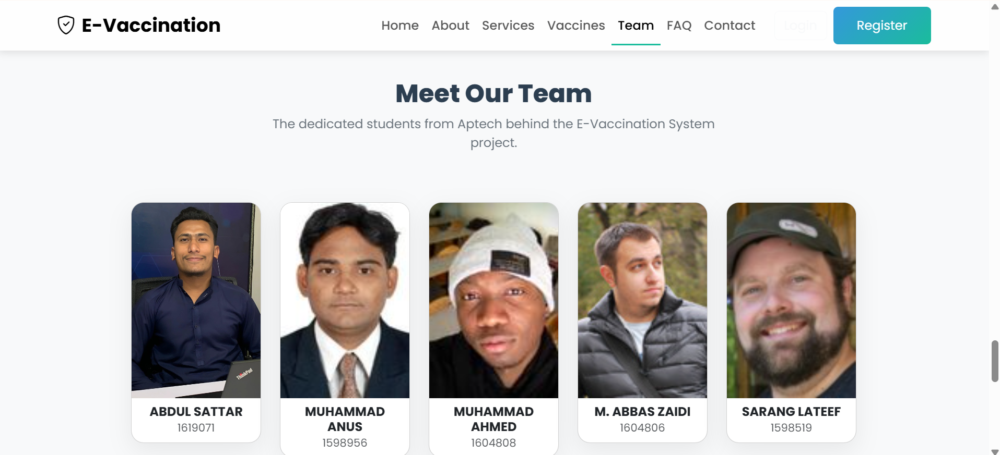 E-Vaccination
Home About Services Vaccines Team FAQ Contact Login Register
Meet Our Team
The dedicated students from Aptech behind the E-Vaccination System
project.
ThinkPad
ABDUL SATTAR
1619071
MUHAMMAD
ANUS
1598956
MUHAMMAD
AHMED
1604808
M. ABBAS ZAIDI
1604806
SARANG LATEEF
1598519